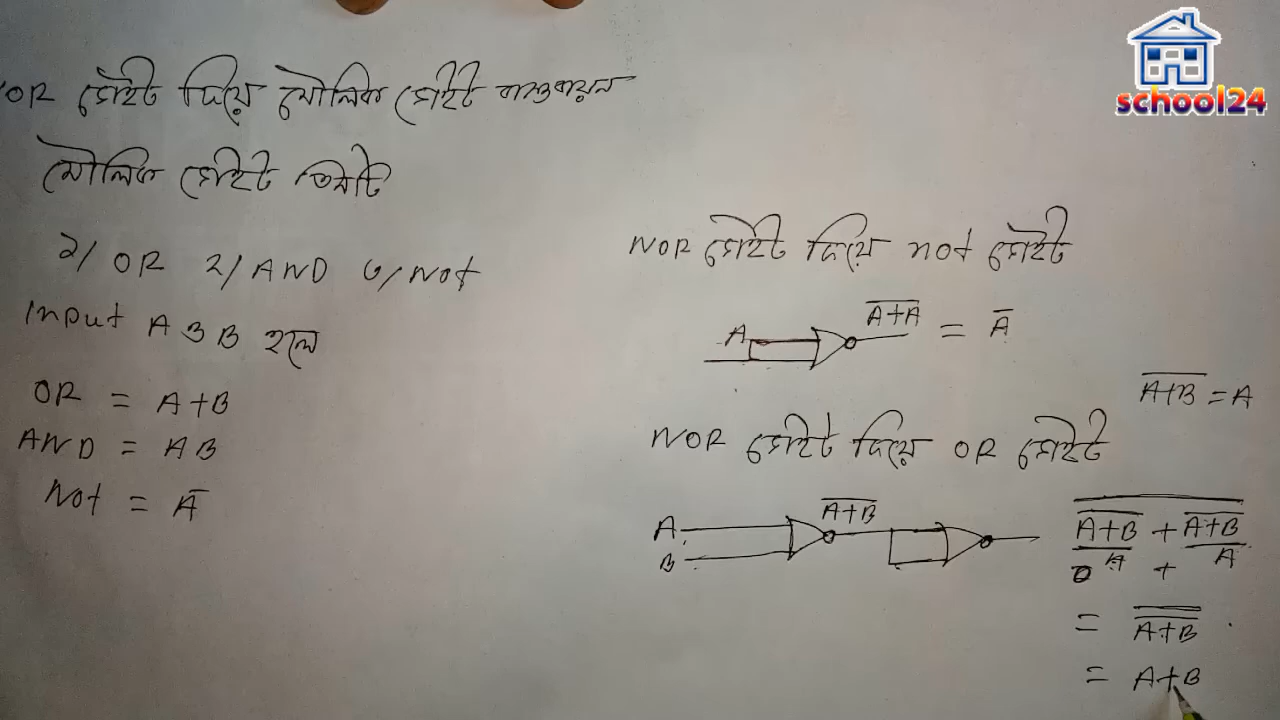 OR গেইট দিয়ে মৌলিক গেইট বাস্তবায়ন
মৌলিক গেইট তিনটি
১/ OR ২/ AND ৩/ Not
Input A ও B হলে
OR = A+B
AND = AB
Not = A̅
NOR গেইট দিয়ে not গেইট
A
A̅+̅A̅ = A̅
A̅+̅B̅ = A
NOR গেইট দিয়ে OR গেইট
A
B
A̅+̅B̅
A̿+̿B̿ ̅+̅ A̿+̿B̿
A + A
= A̿+̿B̿
= A+B
school24